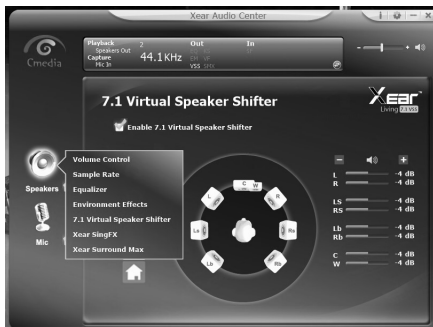 Xear Audio Center
Playback 2 Out In
Speakers Out
Capture 44.1KHz
Mic In
VSS
Cmedia
7.1 Virtual Speaker Shifter
Xear
Living 7.1 VSS
Enable 7.1 Virtual Speaker Shifter
Speakers
Mic
Volume Control
Sample Rate
Equalizer
Environment Effects
7.1 Virtual Speaker Shifter
Xear SingFX
Xear Surround Max
C W
L R
Ls Rs
Lb Rb
L -4 dB
R -4 dB
LS -4 dB
RS -4 dB
Lb -4 dB
Rb -4 dB
C -4 dB
W -4 dB